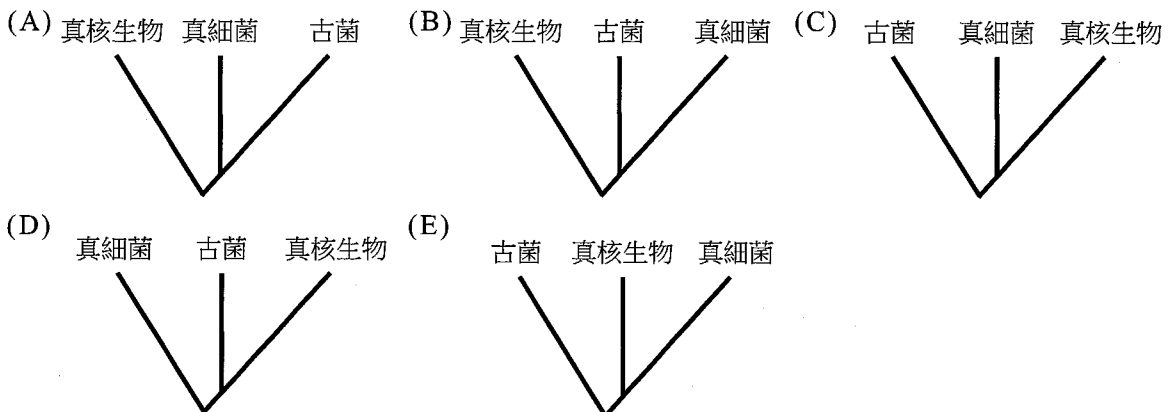 (A) 真核生物 真細菌 古菌
(B) 真核生物 古菌 真細菌
(C) 古菌 真細菌 真核生物
(D) 真細菌 古菌 真核生物
(E) 古菌 真核生物 真細菌